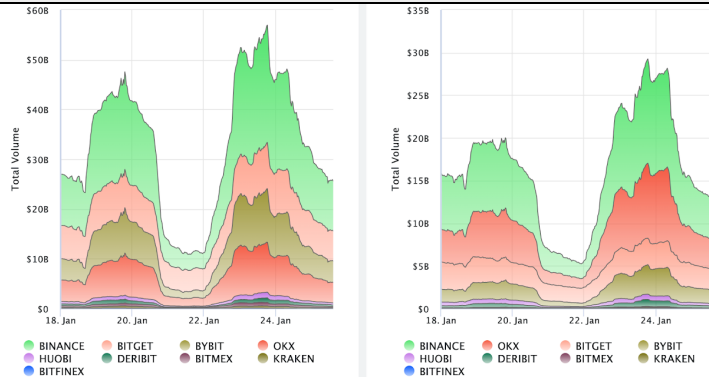 $60B
$50B
$40B
$30B
$20B
$10B
$0
Total Volume
18. Jan 20. Jan 22. Jan 24. Jan
BINANCE BITGET BYBIT OKX
HUOBI DERIBIT BITMEX KRAKEN
BITFINEX
$35B
$30B
$25B
$20B
$15B
$10B
$5B
$0
Total Volume
18. Jan 20. Jan 22. Jan 24. Jan
BINANCE OKX BITGET BYBIT
HUOBI DERIBIT BITMEX KRAKEN
BITFINEX